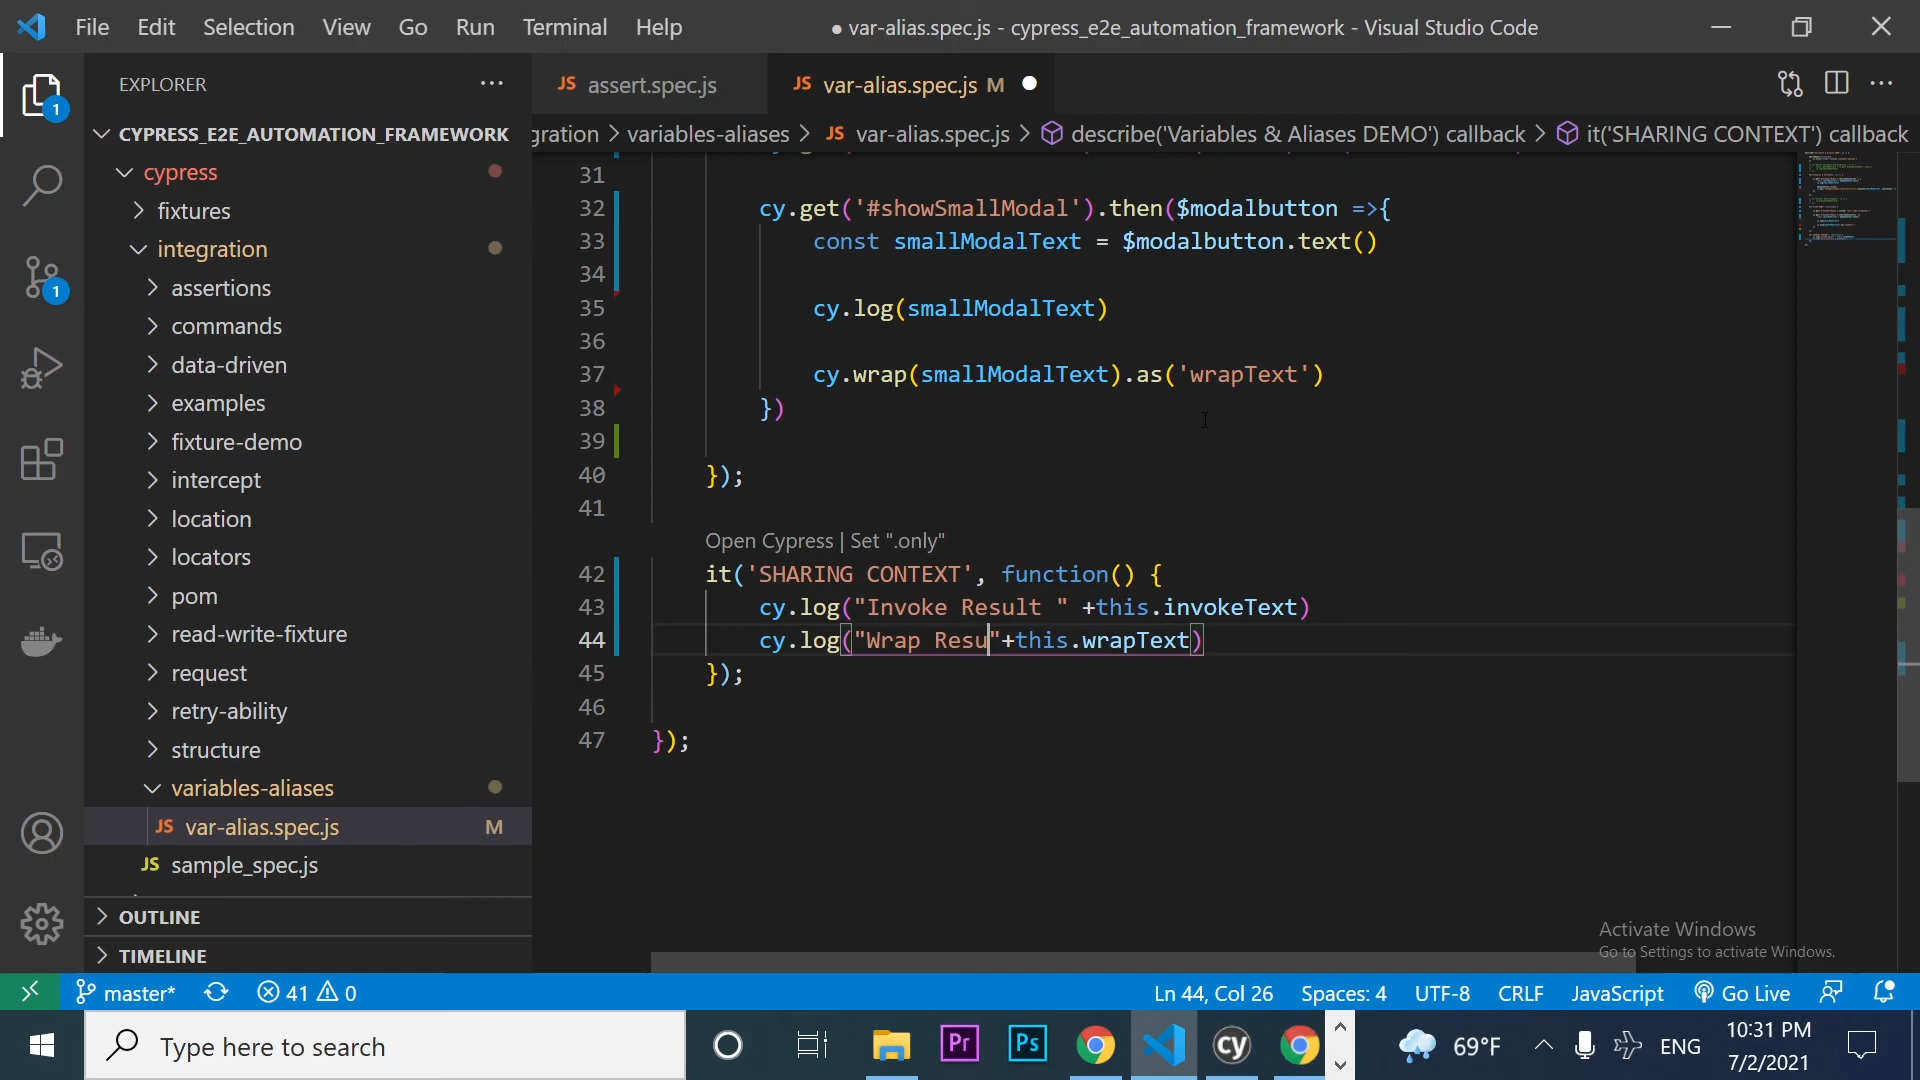 File Edit Selection View Go Run Terminal Help
● var-alias.spec.js - cypress_e2e_automation_framework - Visual Studio Code
EXPLORER
JS assert.spec.js
JS var-alias.spec.js M
CYPRESS_E2E_AUTOMATION_FRAMEWORK
gration > variables-aliases > JS var-alias.spec.js > describe('Variables & Aliases DEMO') callback > it('SHARING CONTEXT') callback
1
cypress
fixtures
integration
assertions
commands
data-driven
examples
fixture-demo
intercept
location
locators
pom
read-write-fixture
request
retry-ability
structure
variables-aliases
JS var-alias.spec.js M
JS sample_spec.js
OUTLINE
TIMELINE
1
31
32 cy.get('#showSmallModal').then($modalbutton =>{
33 const smallModalText = $modalbutton.text()
34
35 cy.log(smallModalText)
36
37 cy.wrap(smallModalText).as('wrapText')
38 })
39
40 });
41
Open Cypress | Set ".only"
42 it('SHARING CONTEXT', function() {
43 cy.log("Invoke Result " +this.invokeText)
44 cy.log("Wrap Resu"+this.wrapText)
45 });
46
47 });
Activate Windows
Go to Settings to activate Windows.
master* 41 0 Ln 44, Col 26 Spaces: 4 UTF-8 CRLF JavaScript Go Live
Type here to search
Pr
Ps
cy
69°F
ENG
10:31 PM
7/2/2021